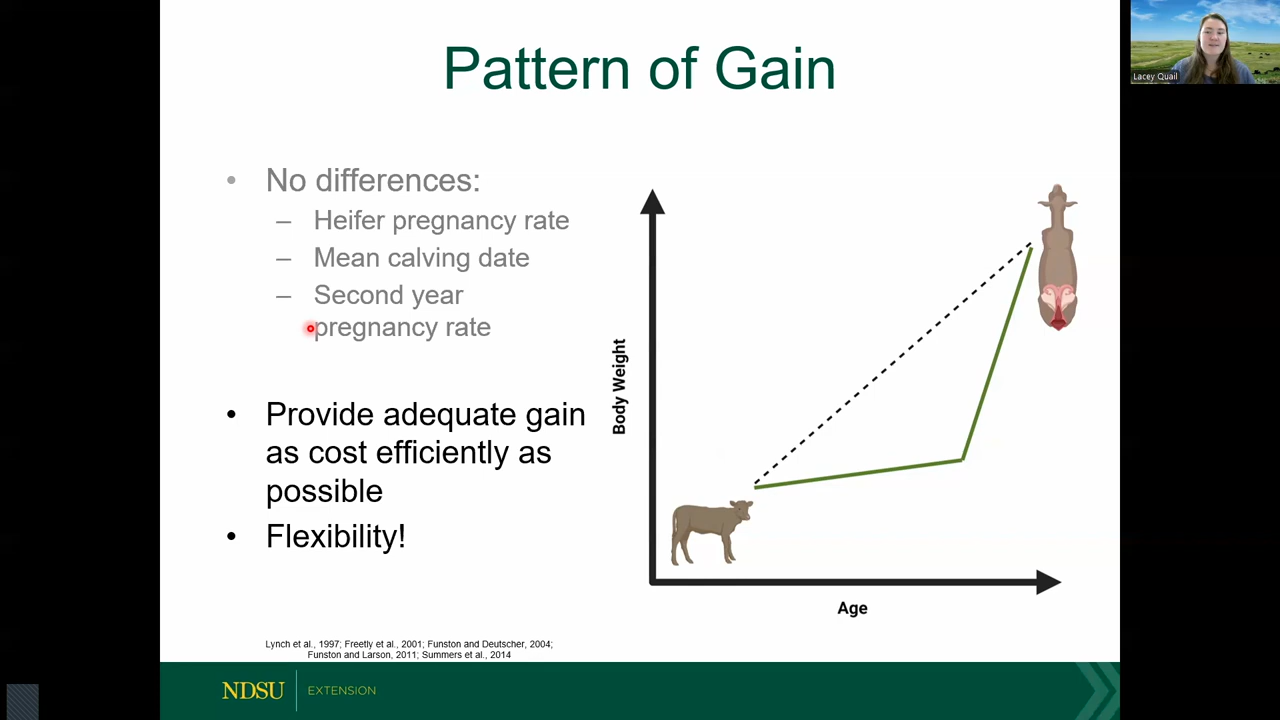 Pattern of Gain
Lacey Quail
• No differences:
– Heifer pregnancy rate
– Mean calving date
– Second year
pregnancy rate
• Provide adequate gain
as cost efficiently as
possible
• Flexibility!
Body Weight
Age
Lynch et al., 1997; Freetly et al., 2001; Funston and Deutscher, 2004;
Funston and Larson, 2011; Summers et al., 2014
NDSU EXTENSION